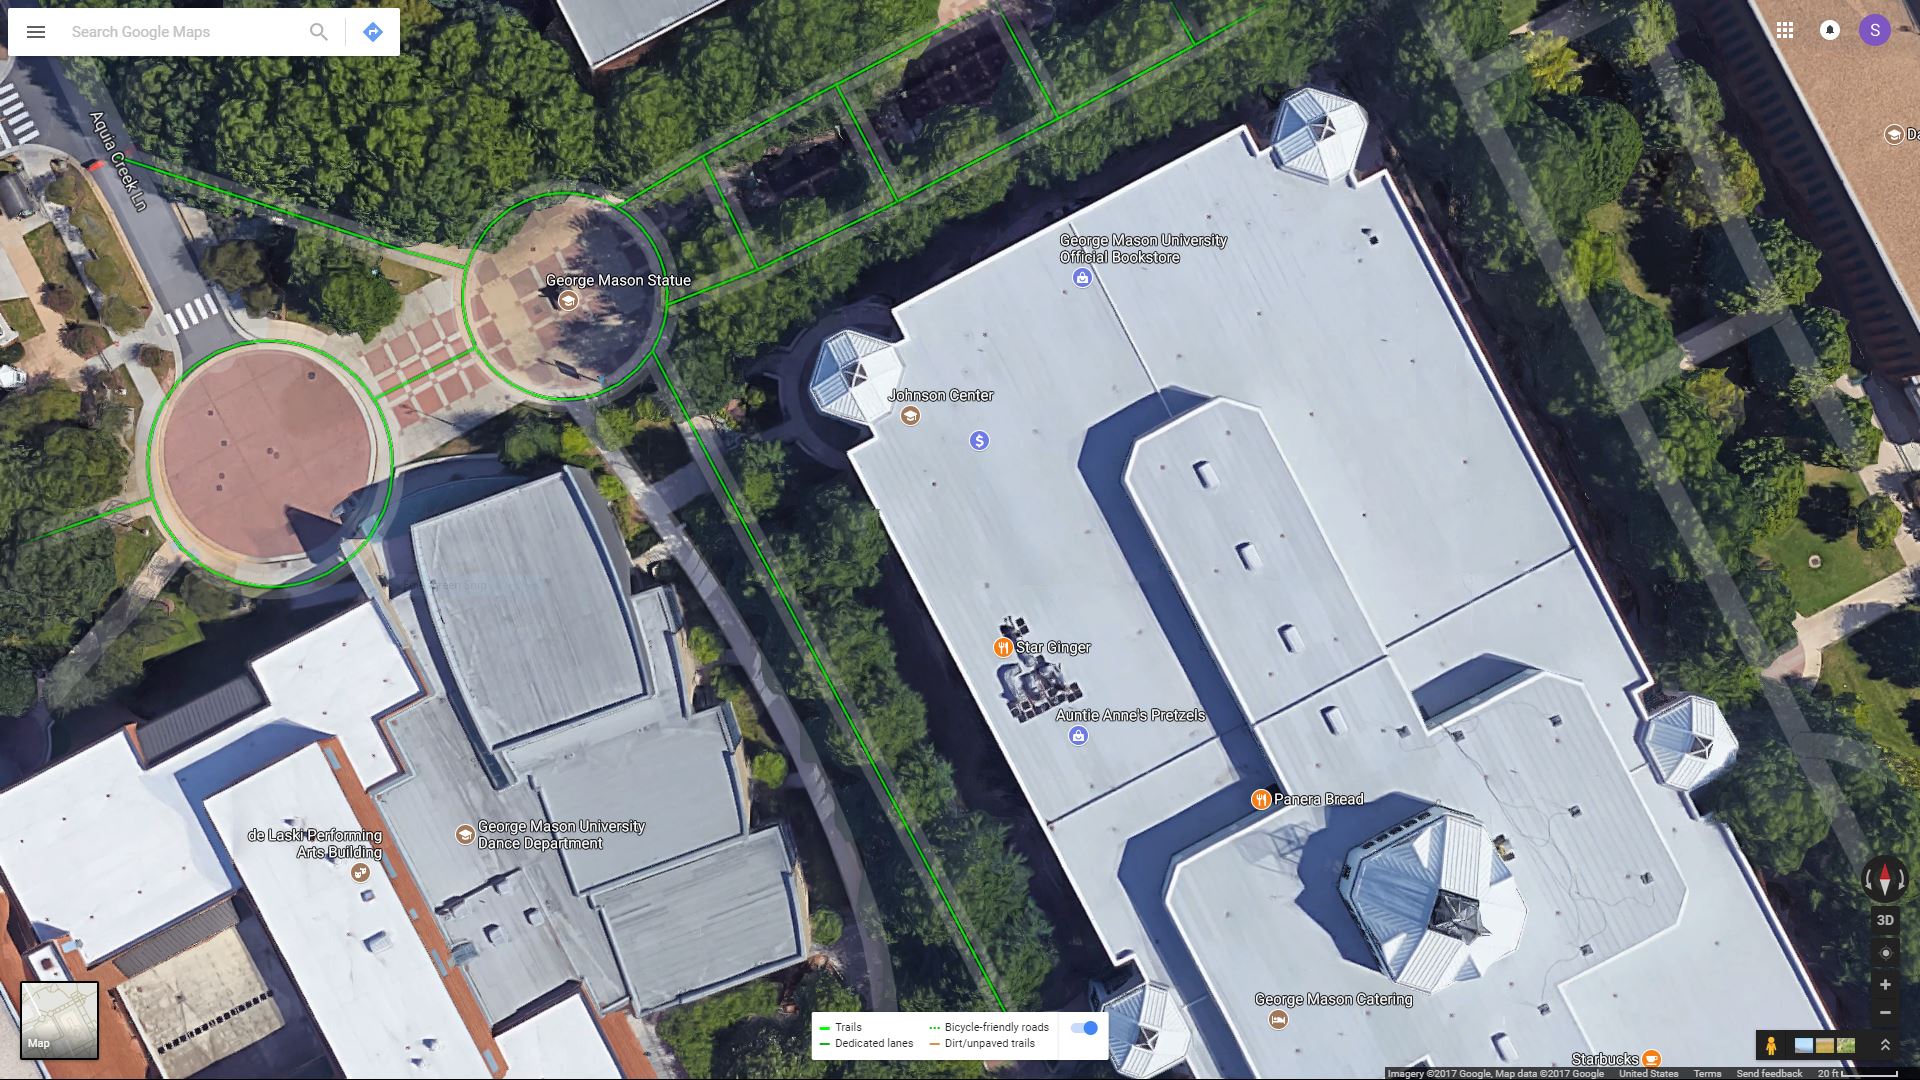 Search Google Maps
S
Aquia Creek Ln
Da
George Mason University
Official Bookstore
George Mason Statue
Johnson Center
$
Star Ginger
Auntie Anne's Pretzels
Panera Bread
George Mason University
Dance Department
de Laski Performing
Arts Building
3D
George Mason Catering
Trails
Bicycle-friendly roads
Dedicated lanes
Dirt/unpaved trails
Map
Starbucks
Imagery ©2017 Google, Map data ©2017 Google United States Terms Send feedback 20 ft